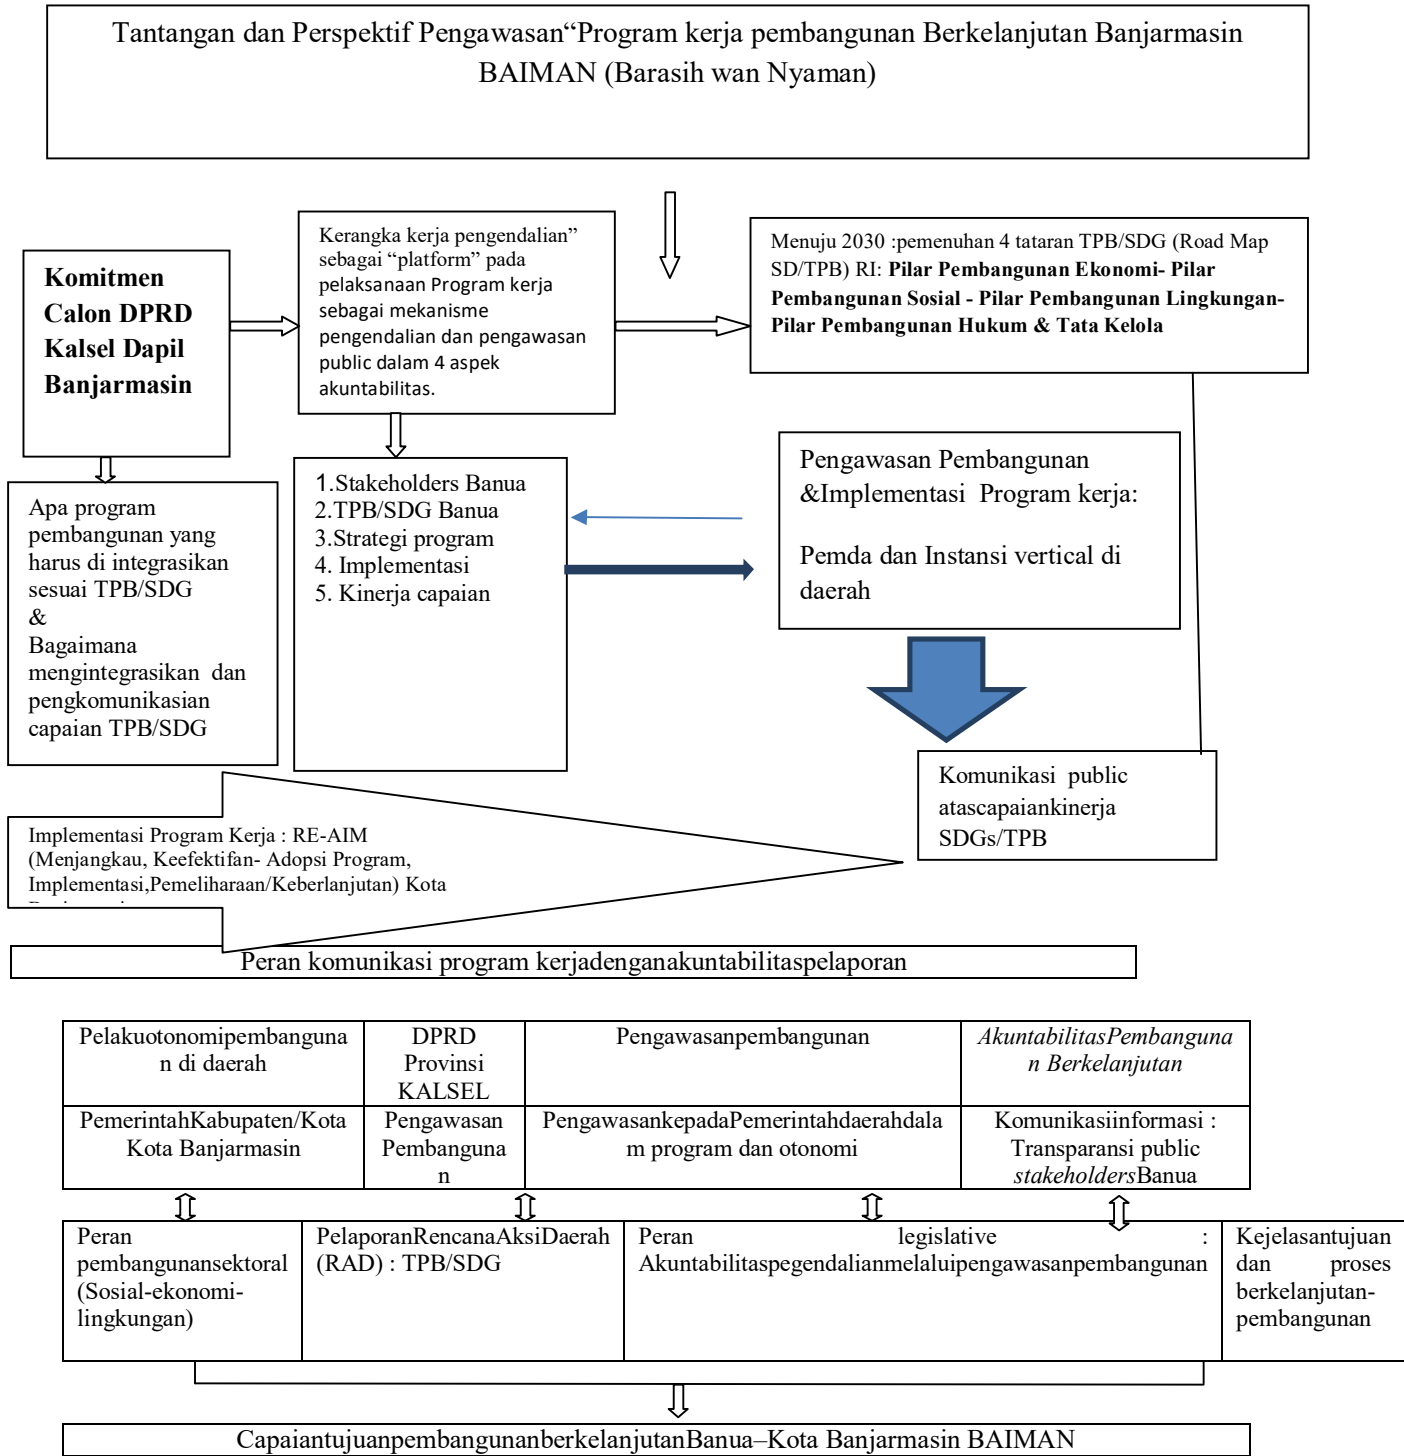 Tantangan dan Perspektif Pengawasan“Program kerja pembangunan Berkelanjutan Banjarmasin
BAIMAN (Barasih wan Nyaman)
Komitmen
Calon DPRD
Kalsel Dapil
Banjarmasin
Kerangka kerja pengendalian”
sebagai “platform” pada
pelaksanaan Program kerja
sebagai mekanisme
pengendalian dan pengawasan
public dalam 4 aspek
akuntabilitas.
Menuju 2030 :pemenuhan 4 tataran TPB/SDG (Road Map
SD/TPB) RI: Pilar Pembangunan Ekonomi- Pilar
Pembangunan Sosial - Pilar Pembangunan Lingkungan-
Pilar Pembangunan Hukum & Tata Kelola
Apa program
pembangunan yang
harus di integrasikan
sesuai TPB/SDG
&
Bagaimana
mengintegrasikan dan
pengkomunikasian
capaian TPB/SDG
1.Stakeholders Banua
2.TPB/SDG Banua
3.Strategi program
4. Implementasi
5. Kinerja capaian
Pengawasan Pembangunan
&Implementasi Program kerja:
Pemda dan Instansi vertical di
daerah
Komunikasi public
atascapaiankinerja
SDGs/TPB
Implementasi Program Kerja : RE-AIM
(Menjangkau, Keefektifan- Adopsi Program,
Implementasi,Pemeliharaan/Keberlanjutan) Kota
Peran komunikasi program kerjadenganakuntabilitaspelaporan
Pelakuotonomipembanguna
n di daerah
DPRD
Provinsi
KALSEL
Pengawasanpembangunan
AkuntabilitasPembanguna
n Berkelanjutan
PemerintahKabupaten/Kota
Kota Banjarmasin
Pengawasan
Pembanguna
n
PengawasankepadaPemerintahdaerahdala
m program dan otonomi
Komunikasiinformasi :
Transparansi public
stakeholdersBanua
Peran
pembangunansektoral
(Sosial-ekonomi-
lingkungan)
PelaporanRencanaAksiDaerah
(RAD) : TPB/SDG
Peran legislative :
Akuntabilitaspegendalianmelaluipengawasanpembangunan
Kejelasantujuan
dan proses
berkelanjutan-
pembangunan
CapaiantujuanpembangunanberkelanjutanBanua–Kota Banjarmasin BAIMAN